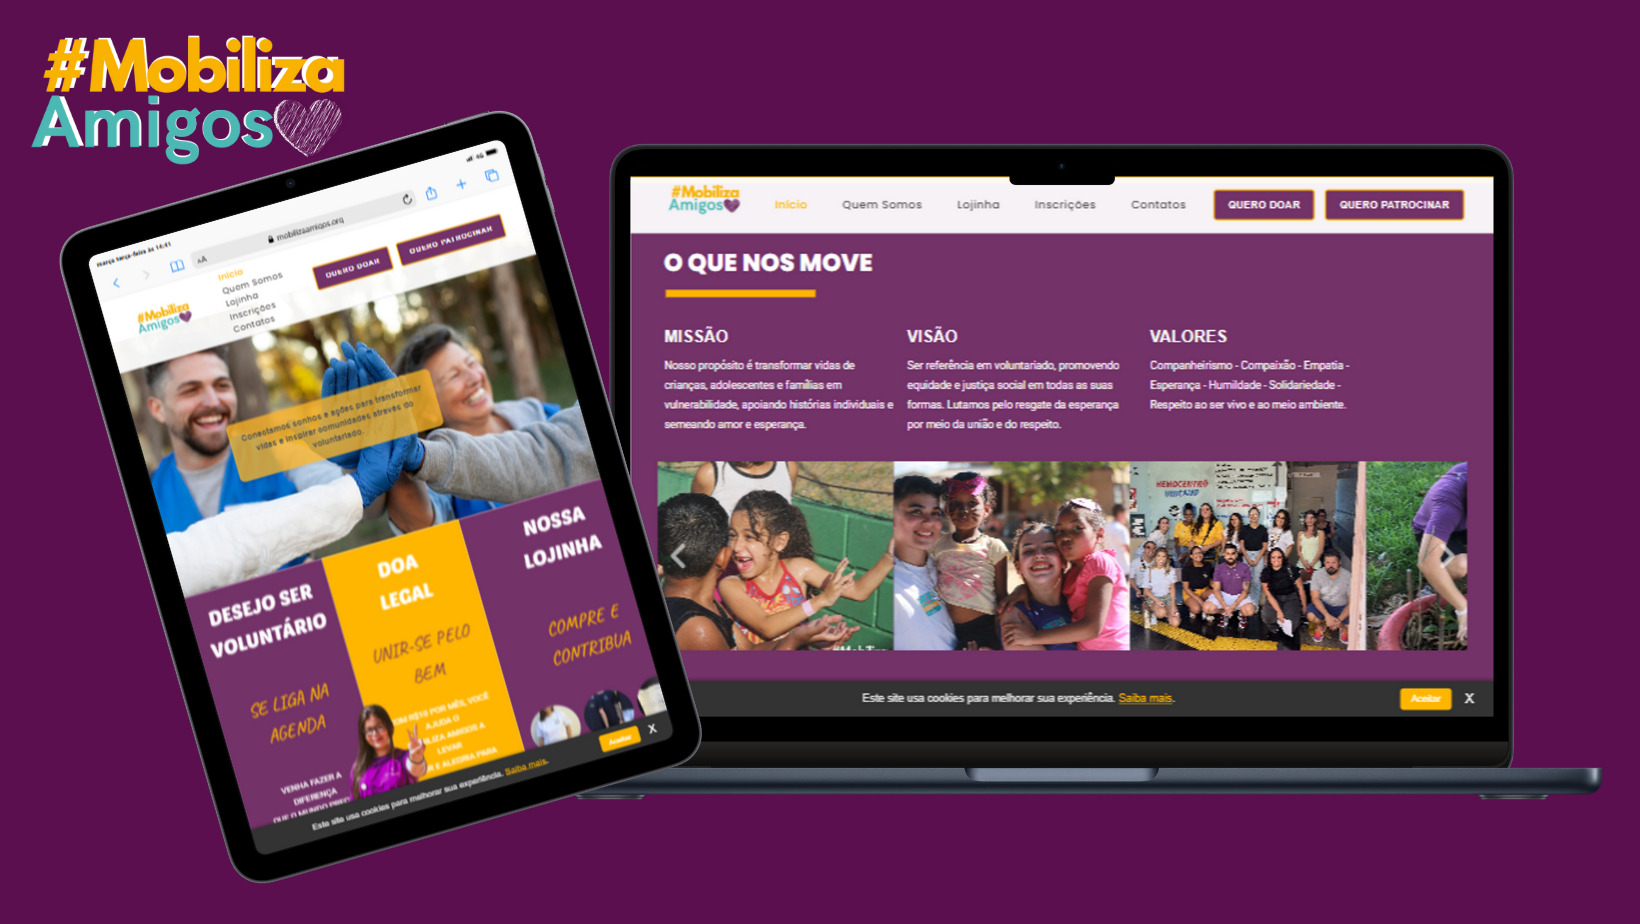 #Mobiliza
Amigos
março terça-feira às 14:41
4G
AA
mobilizaamigos.org
#Mobiliza
Amigos
Início
Quem Somos
Lojinha
Inscrições
Contatos
QUERO DOAR
QUERO PATROCINAR
Conectamos sonhos e ações para transformar
vidas e inspirar comunidades através do
voluntariado.
DESEJO SER
VOLUNTÁRIO
SE LIGA NA
AGENDA
VENHA FAZER A
DIFERENÇA
QUE O MUNDO
DOA
LEGAL
UNIR-SE PELO
BEM
R$10 POR MÊS, VOCÊ
AJUDA O
AMIGOS A
LEVAR
E ALEGRIA PARA
NOSSA
LOJINHA
COMPRE E
CONTRIBUA
Este site usa cookies para melhorar sua experiência. Saiba mais.
Aceitar
X
#Mobiliza
Amigos
Início
Quem Somos
Lojinha
Inscrições
Contatos
QUERO DOAR
QUERO PATROCINAR
O QUE NOS MOVE
MISSÃO
Nosso propósito é transformar vidas de
crianças, adolescentes e famílias em
vulnerabilidade, apoiando histórias individuais e
semeando amor e esperança.
VISÃO
Ser referência em voluntariado, promovendo
equidade e justiça social em todas as suas
formas. Lutamos pelo resgate da esperança
por meio da união e do respeito.
VALORES
Companheirismo - Compaixão - Empatia -
Esperança - Humildade - Solidariedade -
Respeito ao ser vivo e ao meio ambiente.
HEMOCENTRO
Este site usa cookies para melhorar sua experiência. Saiba mais.
Aceitar
X